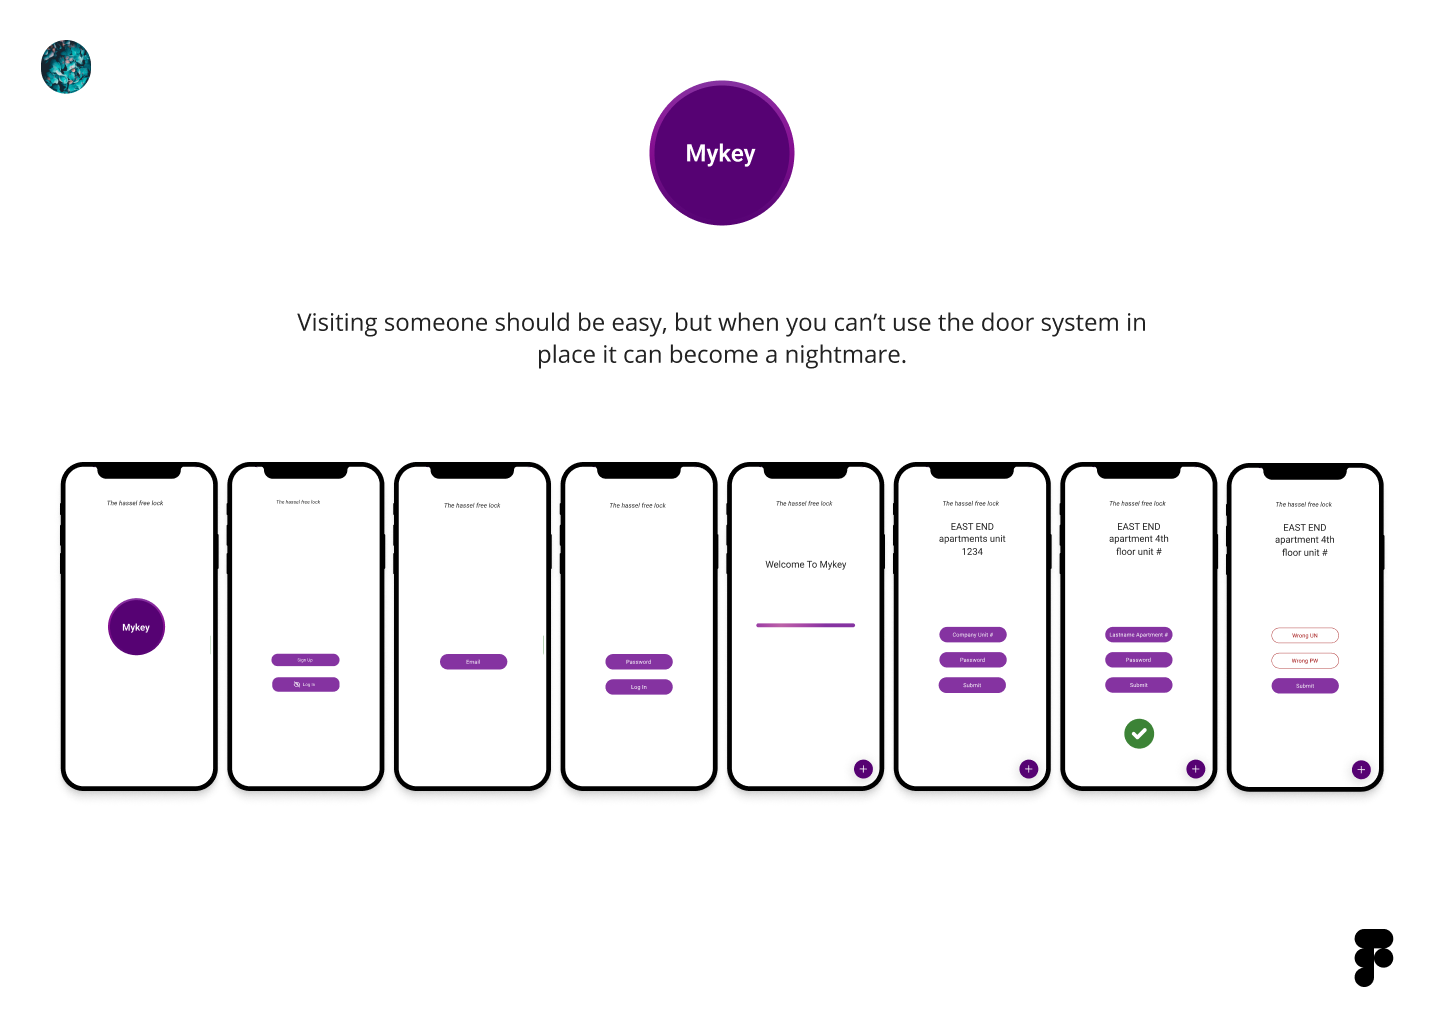 Mykey
Visiting someone should be easy, but when you can’t use the door system in
place it can become a nightmare.
The hassel free lock
Mykey
The hassel free lock
Sign Up
Log In
The hassel free lock
Email
The hassel free lock
Password
Log In
The hassel free lock
Welcome To Mykey
The hassel free lock
EAST END
apartments unit
1234
Company Unit #
Password
Submit
The hassel free lock
EAST END
apartment 4th
floor unit #
Lastname Apartment #
Password
Submit
The hassel free lock
EAST END
apartment 4th
floor unit #
Wrong UN
Wrong PW
Submit